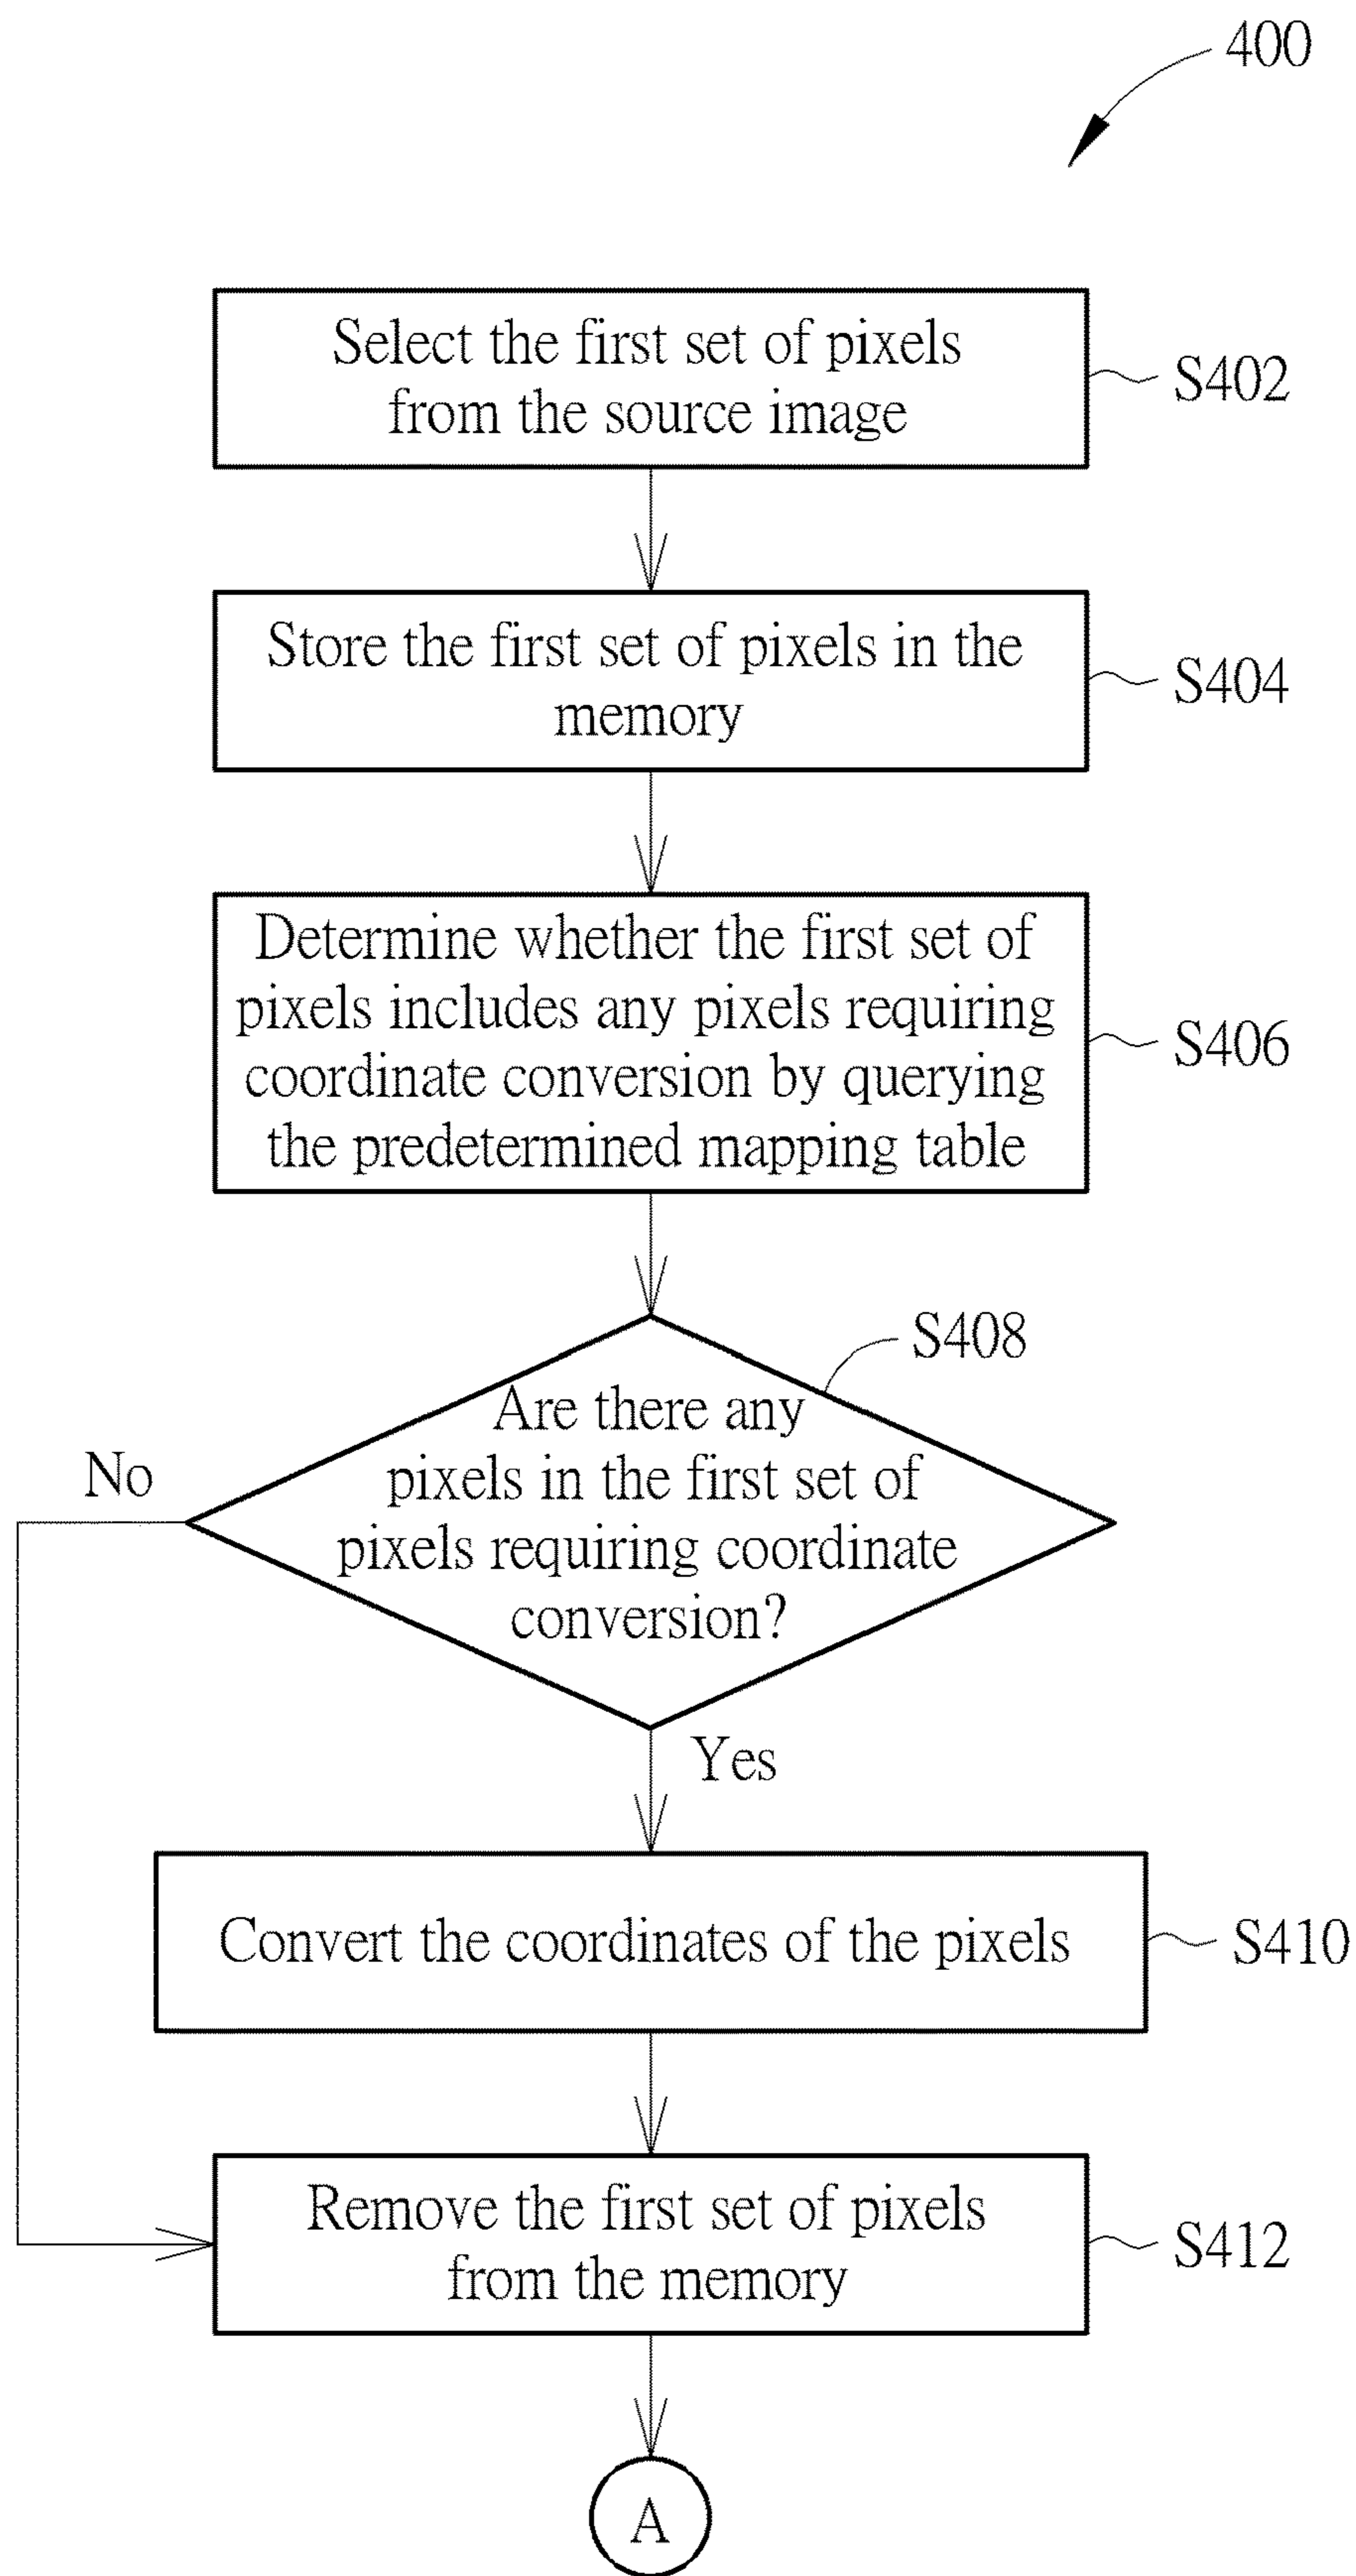 400
Select the first set of pixels
from the source image
S402
Store the first set of pixels in the
memory
S404
Determine whether the first set of
pixels includes any pixels requiring
coordinate conversion by querying
the predetermined mapping table
S406
S408
Are there any
pixels in the first set of
pixels requiring coordinate
conversion?
No
Yes
Convert the coordinates of the pixels
S410
Remove the first set of pixels
from the memory
S412
A